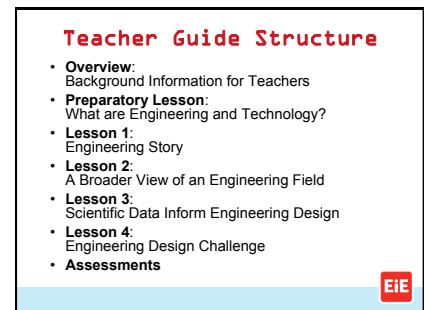 Teacher Guide Structure
• Overview:
Background Information for Teachers
• Preparatory Lesson:
What are Engineering and Technology?
• Lesson 1:
Engineering Story
• Lesson 2:
A Broader View of an Engineering Field
• Lesson 3:
Scientific Data Inform Engineering Design
• Lesson 4:
Engineering Design Challenge
• Assessments
EiE